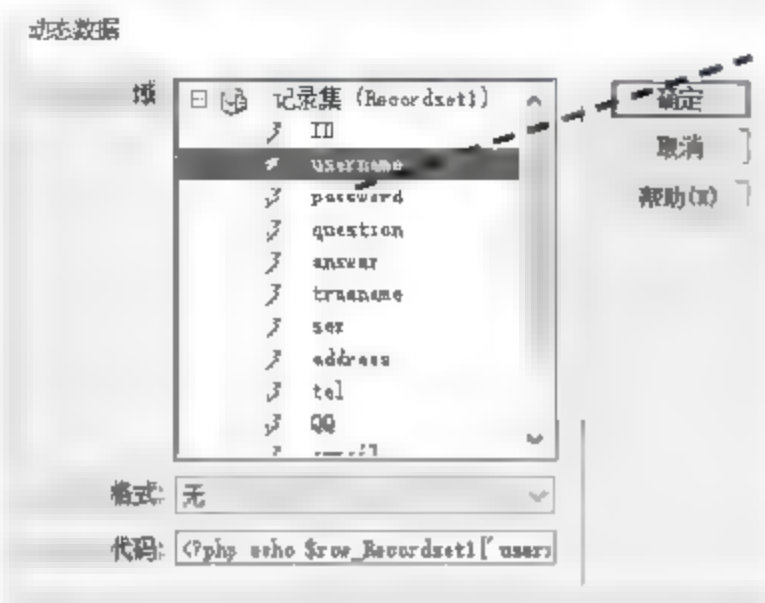 动态数据
域
记录集 (Recordset1)
ID
username
password
question
answer
truename
sex
address
tel
QQ
确定
取消
帮助(H)
格式: 无
代码: <?php echo $row_Recordset1['user